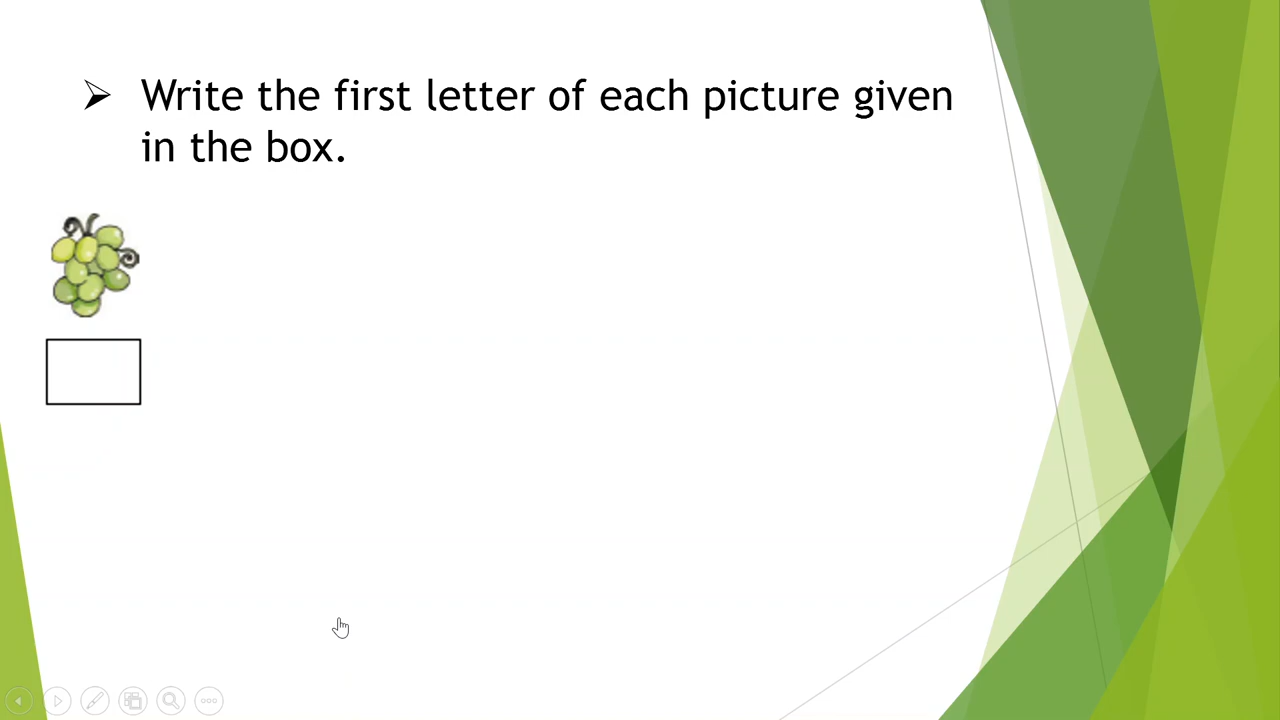 Write the first letter of each picture given
in the box.